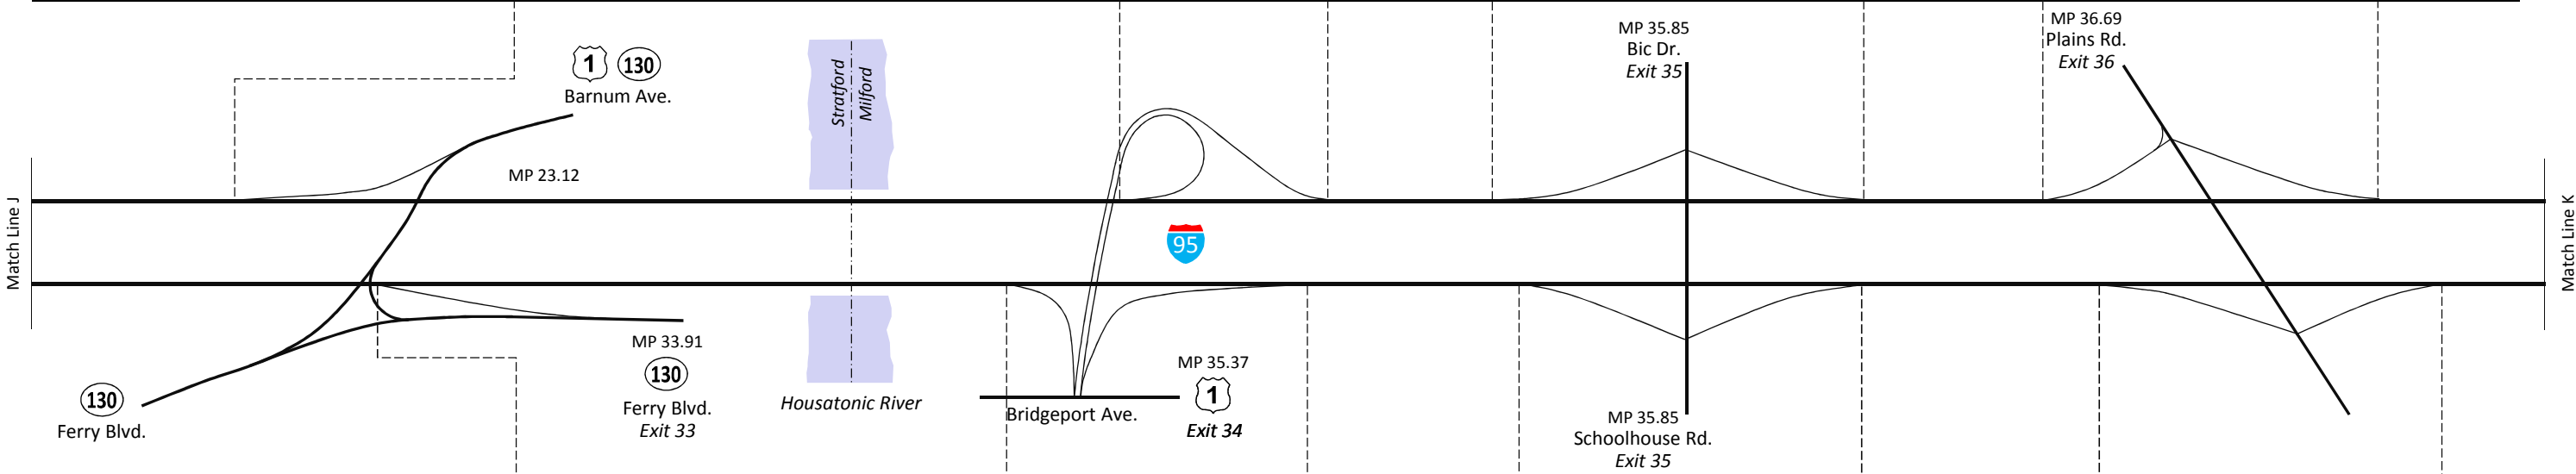 Match Line J
1
130
Barnum Ave.
MP 23.12
130
Ferry Blvd.
MP 33.91
130
Ferry Blvd.
Exit 33
Stratford
Milford
Housatonic River
95
Bridgeport Ave.
MP 35.37
1
Exit 34
MP 35.85
Bic Dr.
Exit 35
MP 35.85
Schoolhouse Rd.
Exit 35
MP 36.69
Plains Rd.
Exit 36
Match Line K